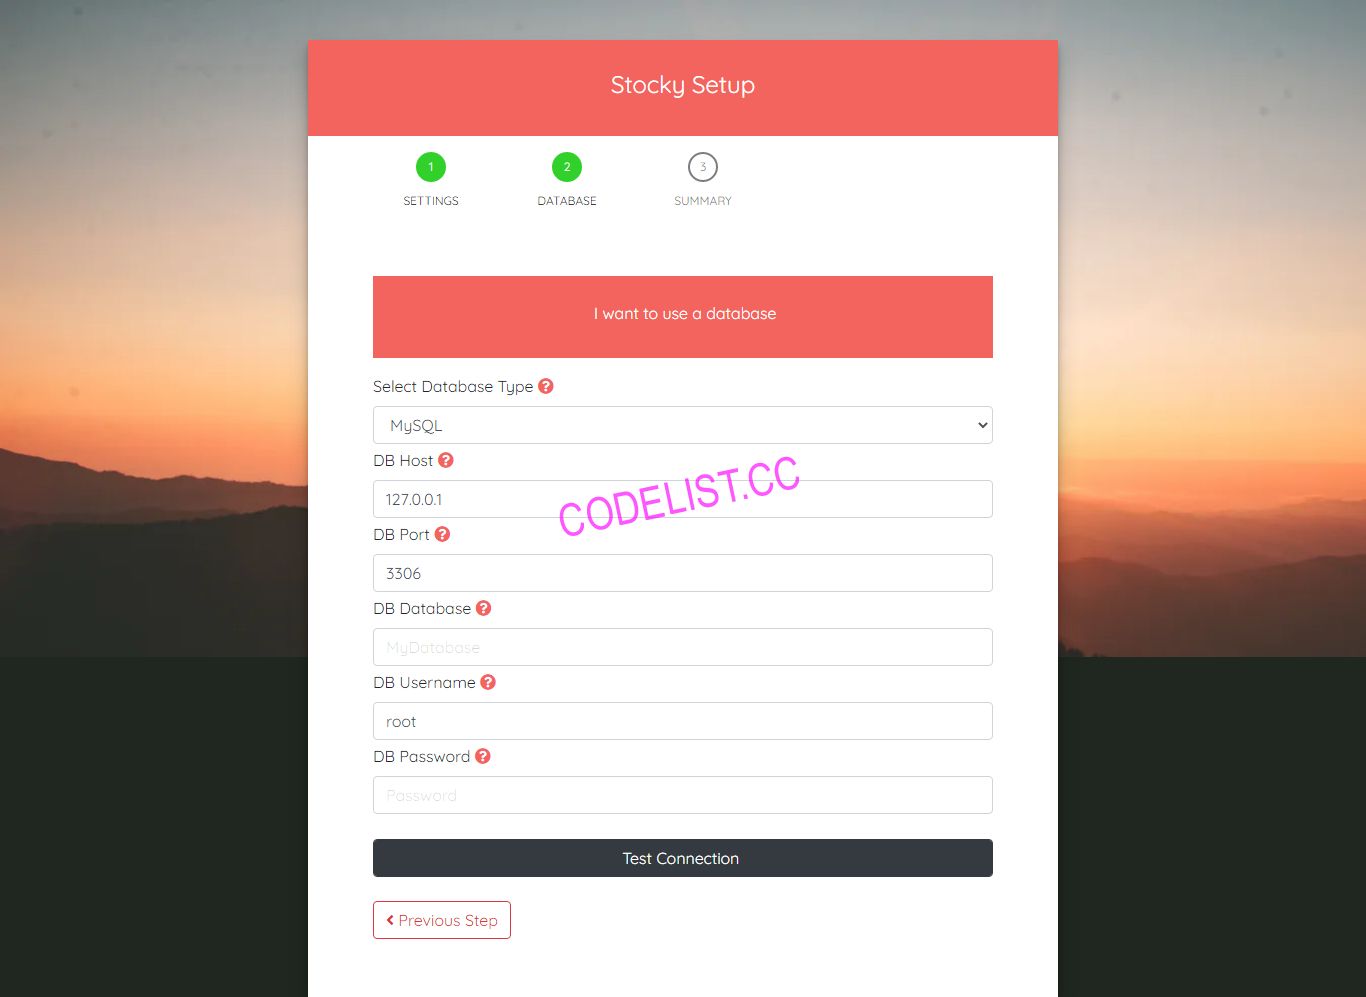 Stocky Setup
1
2
3
SETTINGS
DATABASE
SUMMARY
I want to use a database
Select Database Type ?
MySQL
DB Host ?
127.0.0.1
CODELIST.CC
DB Port ?
3306
DB Database ?
MyDatabase
DB Username ?
root
DB Password ?
Password
Test Connection
Previous Step